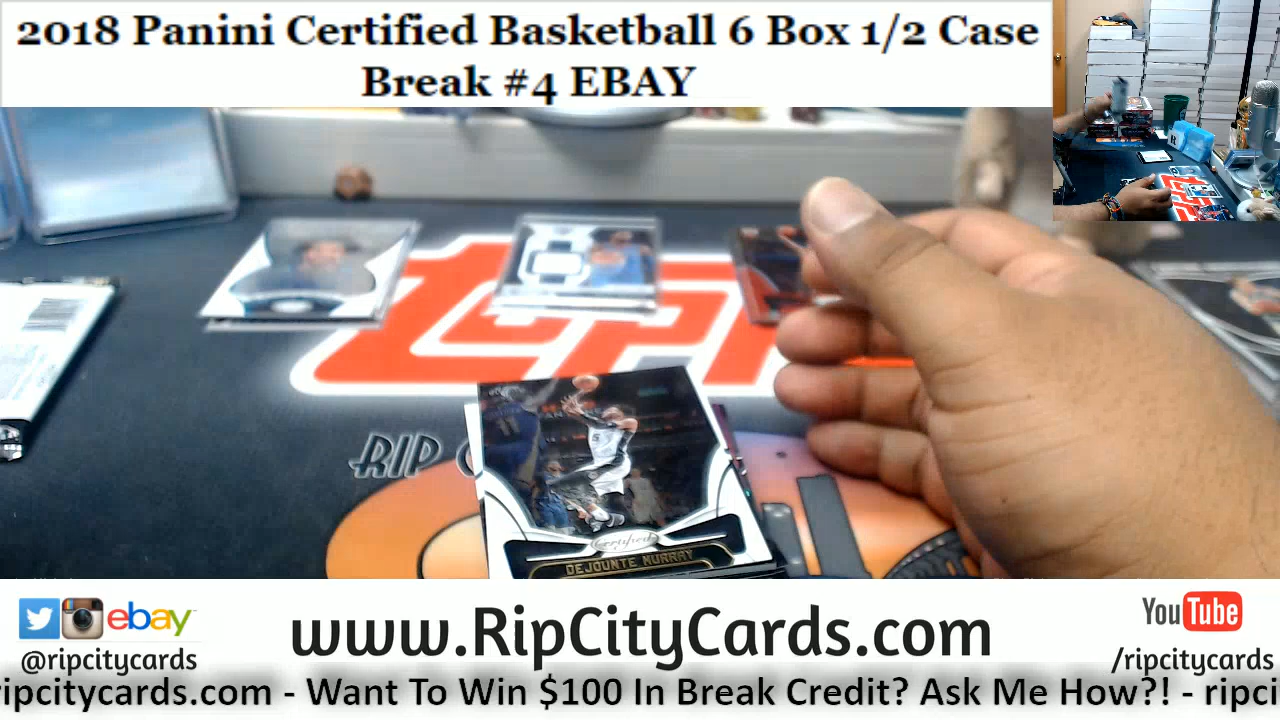 2018 Panini Certified Basketball 6 Box 1/2 Case
Break #4 EBAY
RIP C
Certified
DEJOUNTE MURRAY
ebay
@ripcitycards
www.RipCityCards.com
YouTube
/ripcitycards
ripcitycards.com - Want To Win $100 In Break Credit? Ask Me How?! - ripci